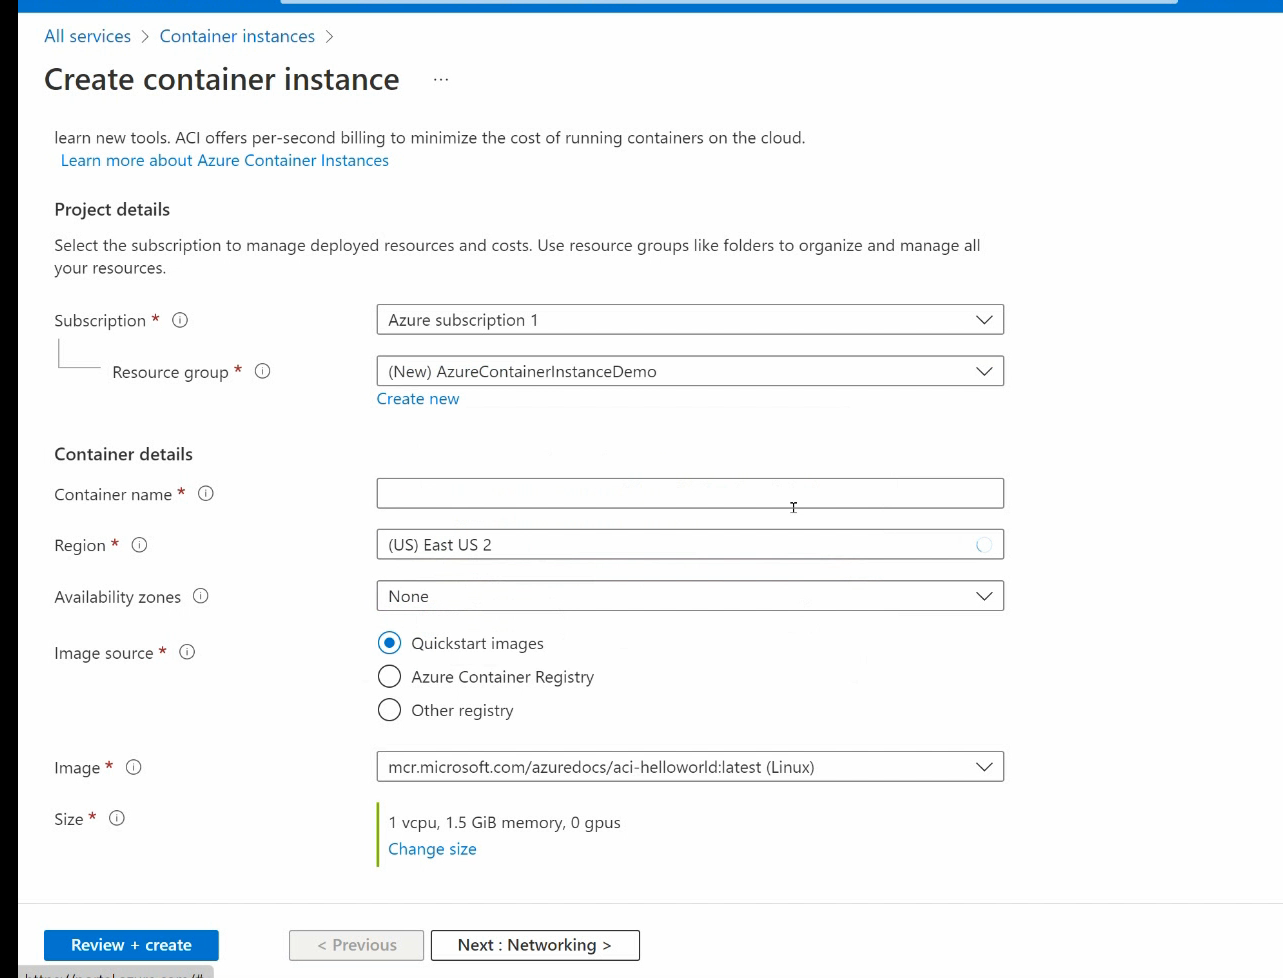 All services > Container instances >
Create container instance ...
learn new tools. ACI offers per-second billing to minimize the cost of running containers on the cloud.
Learn more about Azure Container Instances
Project details
Select the subscription to manage deployed resources and costs. Use resource groups like folders to organize and manage all
your resources.
Subscription * Azure subscription 1
Resource group * (New) AzureContainerInstanceDemo
Create new
Container details
Container name *
Region * (US) East US 2
Availability zones None
Image source * Quickstart images
Azure Container Registry
Other registry
Image * mcr.microsoft.com/azuredocs/aci-helloworld:latest (Linux)
Size * 1 vcpu, 1.5 GiB memory, 0 gpus
Change size
Review + create < Previous Next : Networking >